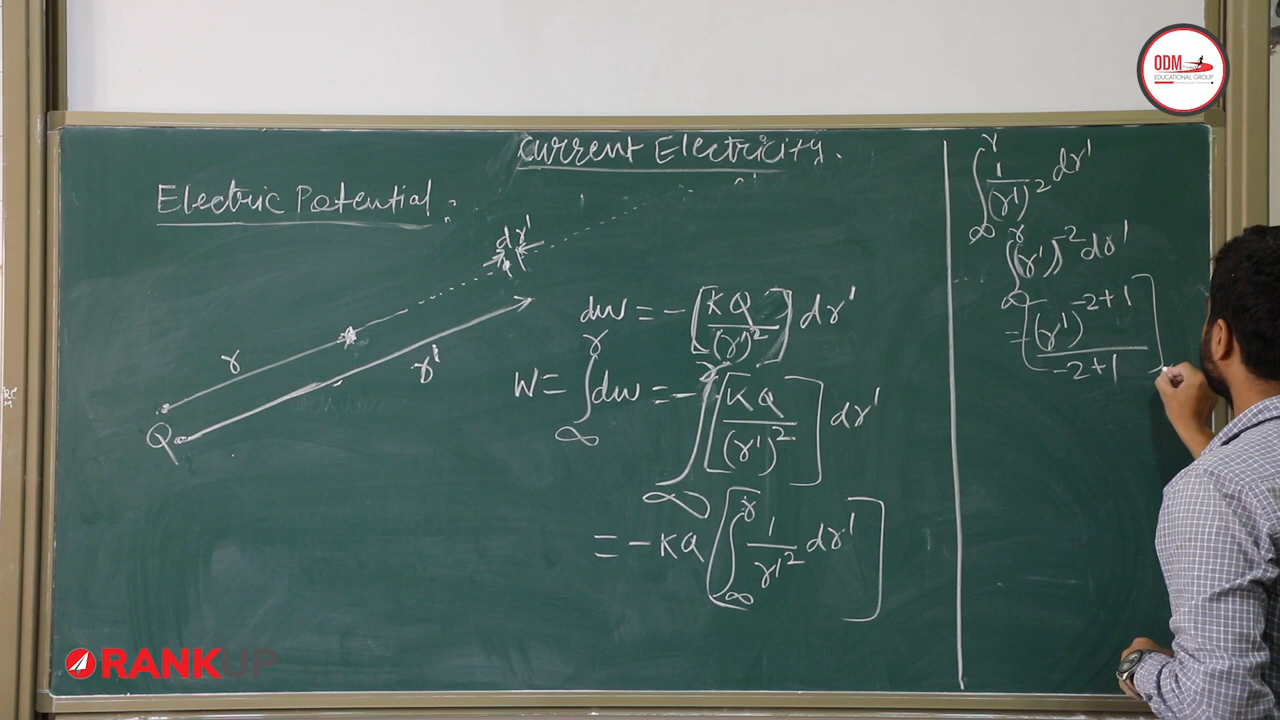 Current Electricity.
Electric Potential:
dr'
r
r'
Q
dw = -[KQ/(r')²] dr'
W = ∫_∞^r dw = -∫_∞^r [KQ/(r')²] dr'
= -KQ [∫_∞^r 1/r'² dr']
∫_∞^r 1/(r')² dr'
∫_∞^r (r')^-2 dr'
= [(r')^-2+1 / -2+1]
ODM
EDUCATIONAL GROUP
RANKUP